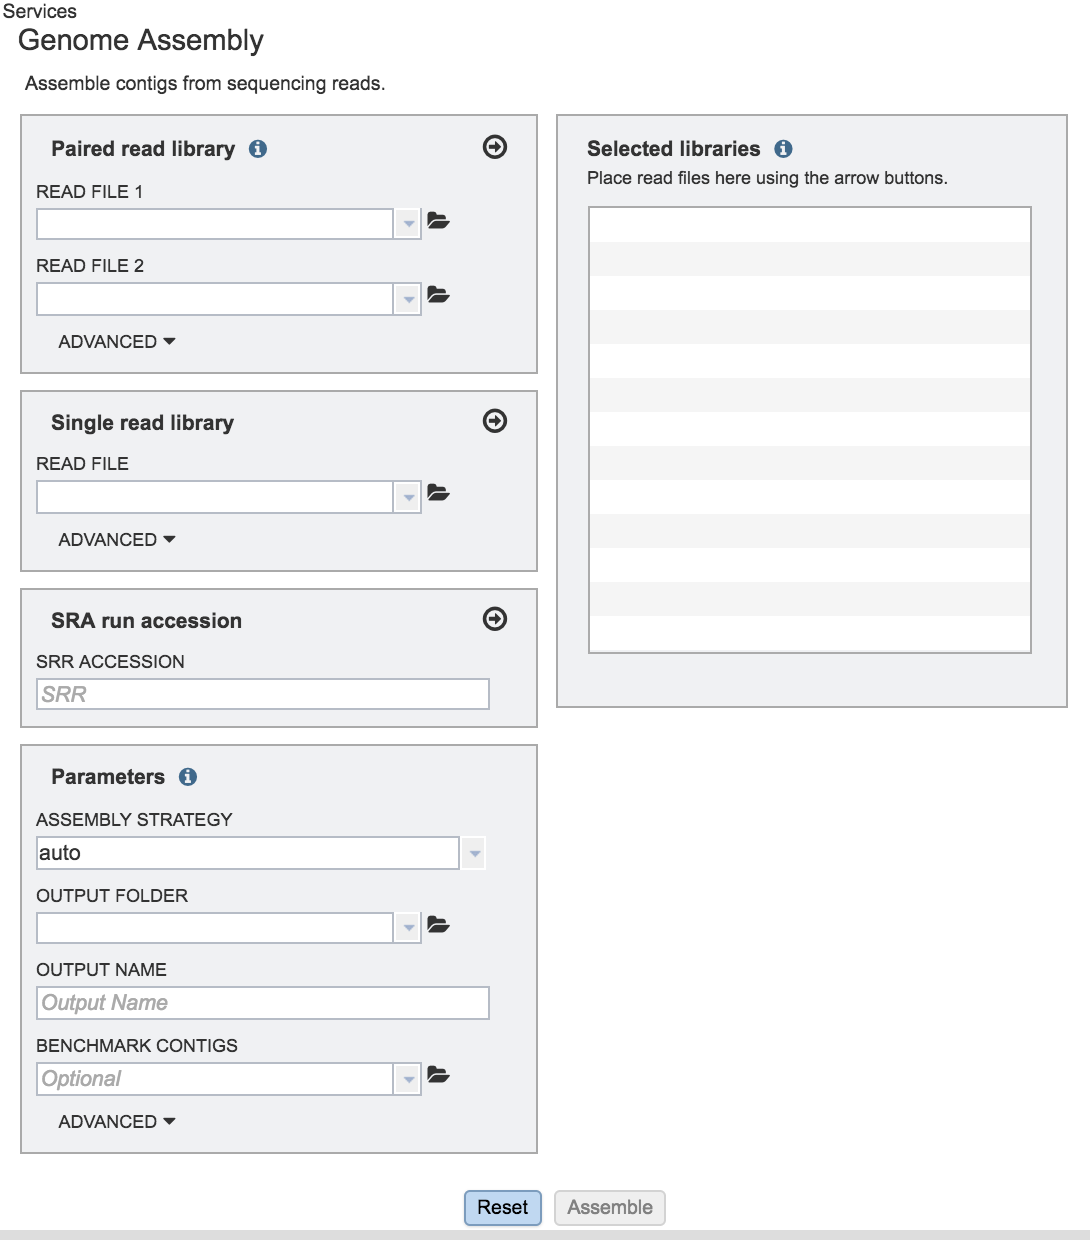 Services
Genome Assembly
Assemble contigs from sequencing reads.
Paired read library
READ FILE 1
READ FILE 2
ADVANCED
Single read library
READ FILE
ADVANCED
SRA run accession
SRR ACCESSION
SRR
Parameters
ASSEMBLY STRATEGY
auto
OUTPUT FOLDER
OUTPUT NAME
Output Name
BENCHMARK CONTIGS
Optional
ADVANCED
Selected libraries
Place read files here using the arrow buttons.
Reset
Assemble